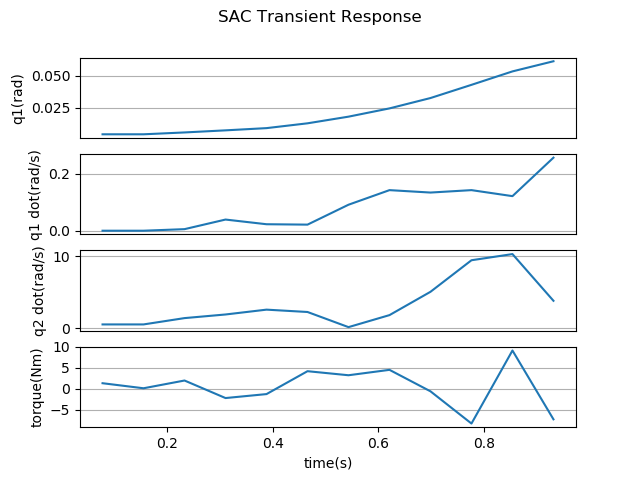 SAC Transient Response
q1(rad)
0.050
0.025
q1 dot(rad/s)
0.2
0.0
q2 dot(rad/s)
10
0
torque(Nm)
10
5
0
−5
0.2 0.4 0.6 0.8
time(s)